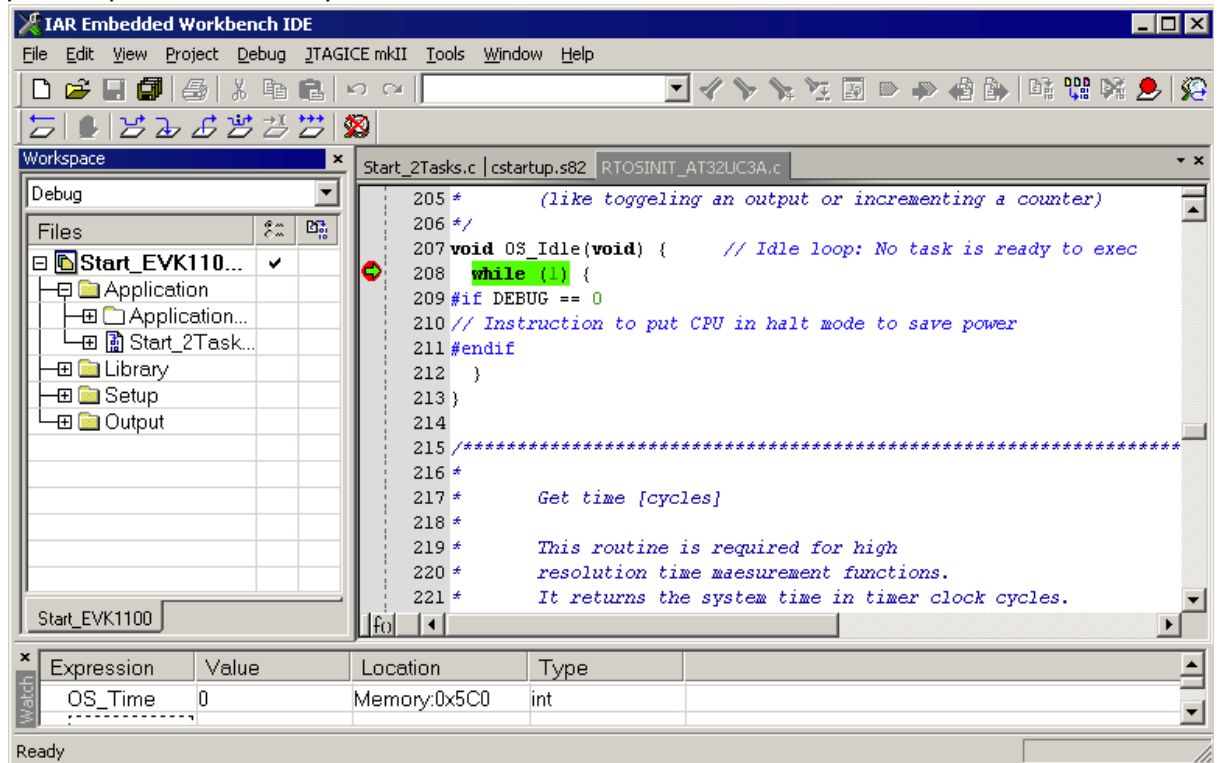 IAR Embedded Workbench IDE
File Edit View Project Debug JTAGICE mkII Tools Window Help
Workspace
Debug
Files
Start_EVK110...
Application
Application...
Start_2Task...
Library
Setup
Output
Start_EVK1100
Start_2Tasks.c | cstartup.s82 RTOSINIT_AT32UC3A.c
205 * (like toggeling an output or incrementing a counter)
206 */
207 void OS_Idle(void) { // Idle loop: No task is ready to exec
208 while (1) {
209 #if DEBUG == 0
210 // Instruction to put CPU in halt mode to save power
211 #endif
212 }
213 }
214
215 /******************************************************************
216 *
217 * Get time [cycles]
218 *
219 * This routine is required for high
220 * resolution time maesurement functions.
221 * It returns the system time in timer clock cycles.
f()
Watch
Expression Value Location Type
OS_Time 0 Memory:0x5C0 int
Ready